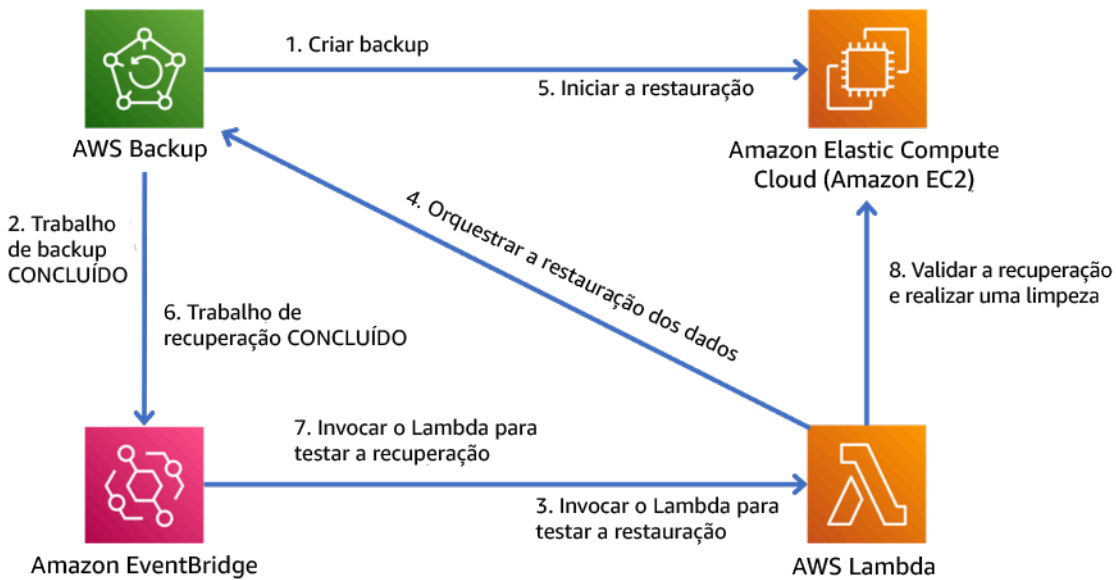 1. Criar backup
5. Iniciar a restauração
AWS Backup
Amazon Elastic Compute
Cloud (Amazon EC2)
2. Trabalho
de backup
CONCLUÍDO
4. Orquestrar a restauração dos dados
8. Validar a recuperação
e realizar uma limpeza
6. Trabalho de
recuperação CONCLUÍDO
7. Invocar o Lambda para
testar a recuperação
3. Invocar o Lambda para
testar a restauração
Amazon EventBridge
AWS Lambda